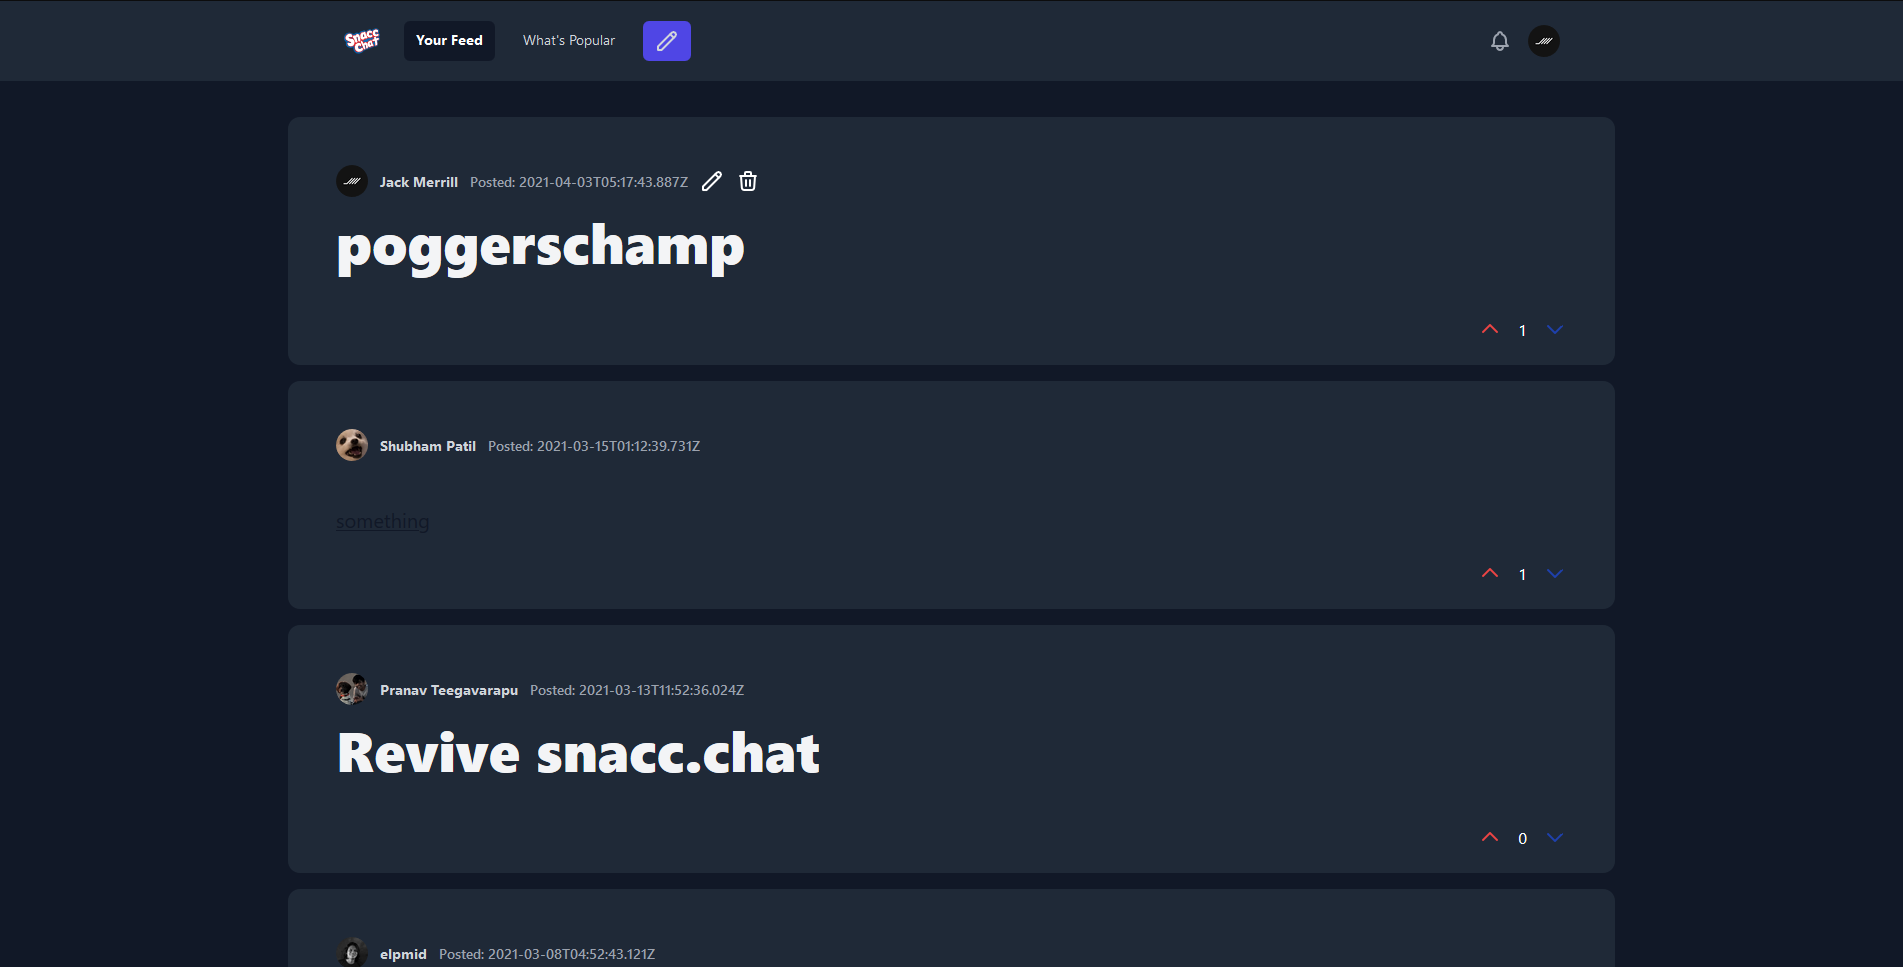 Snacc
Chat
Your Feed
What's Popular
Jack Merrill Posted: 2021-04-03T05:17:43.887Z
poggerschamp
1
Shubham Patil Posted: 2021-03-15T01:12:39.731Z
something
1
Pranav Teegavarapu Posted: 2021-03-13T11:52:36.024Z
Revive snacc.chat
0
elpmid Posted: 2021-03-08T04:52:43.121Z